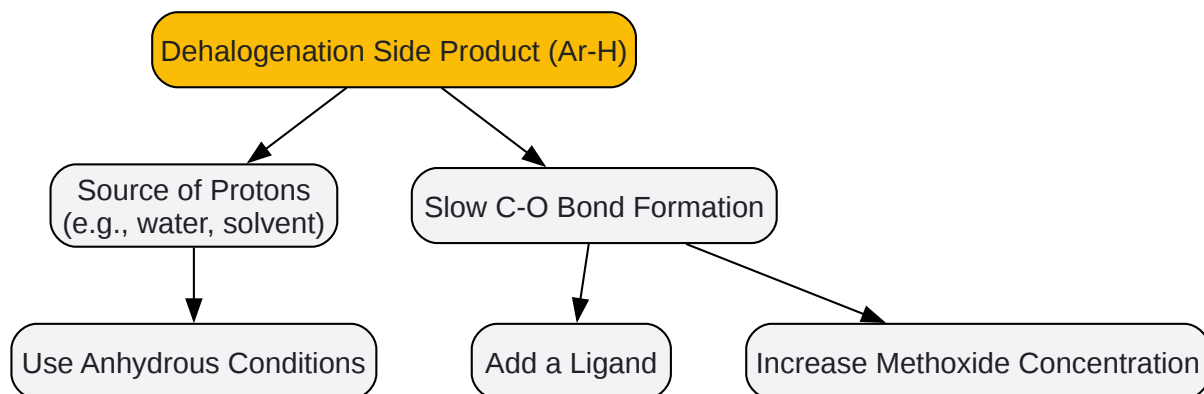 Dehalogenation Side Product (Ar-H)
Source of Protons
(e.g., water, solvent)
Slow C-O Bond Formation
Use Anhydrous Conditions
Add a Ligand
Increase Methoxide Concentration